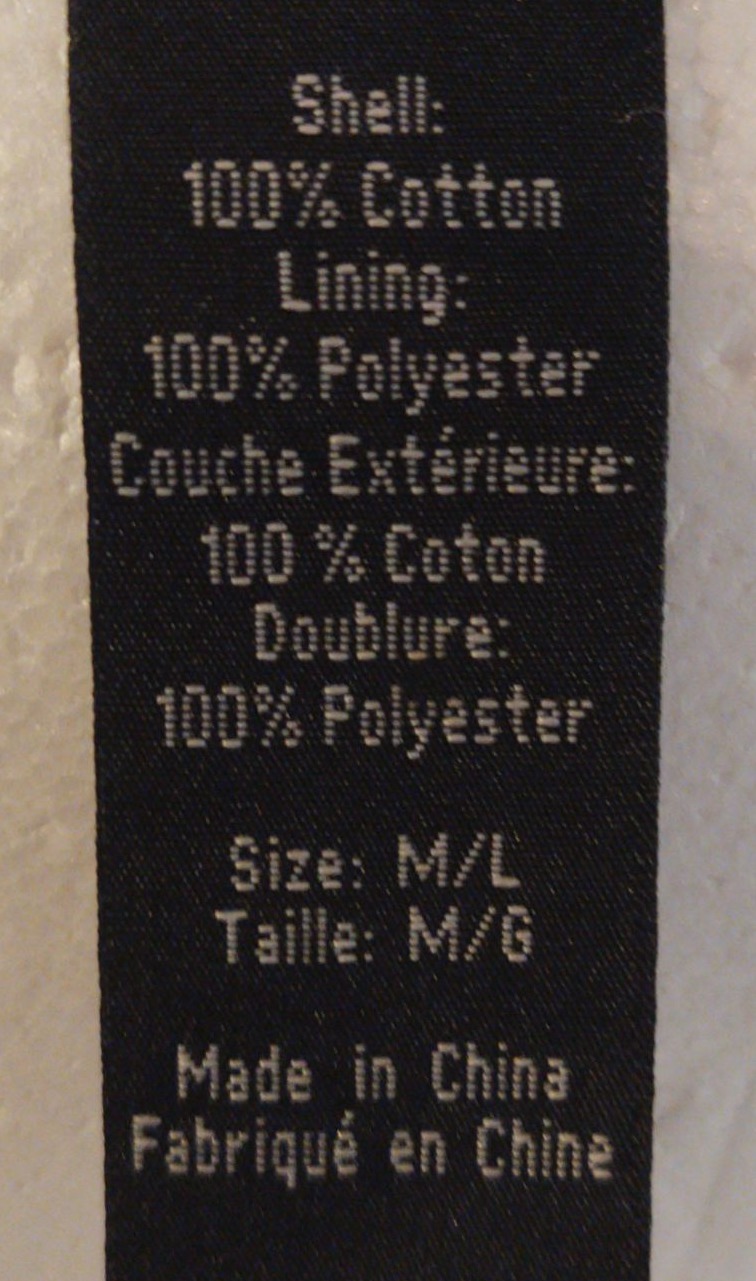 Shell:
100% Cotton
Lining:
100% Polyester
Couche Extérieure:
100 % Coton
Doublure:
100% Polyester
Size: M/L
Taille: M/G
Made in China
Fabriqué en Chine